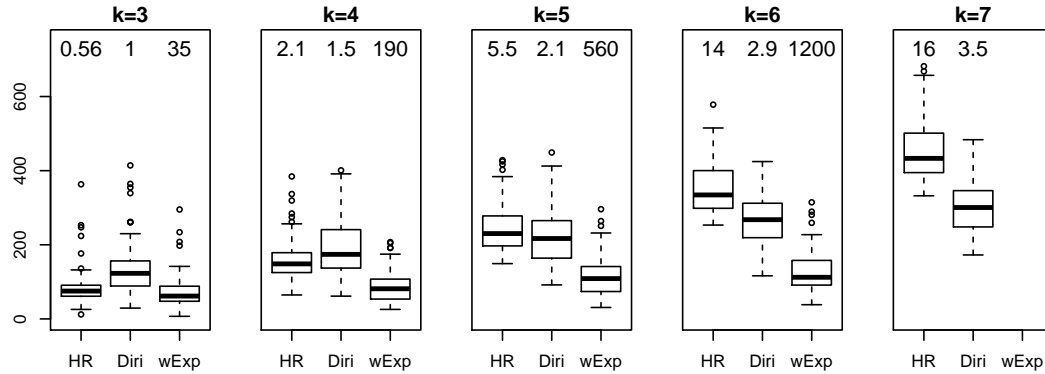 k=3 k=4 k=5 k=6 k=7
0.56 1 35 2.1 1.5 190 5.5 2.1 560 14 2.9 1200 16 3.5
600
400
200
0
HR Diri wExp HR Diri wExp HR Diri wExp HR Diri wExp HR Diri wExp